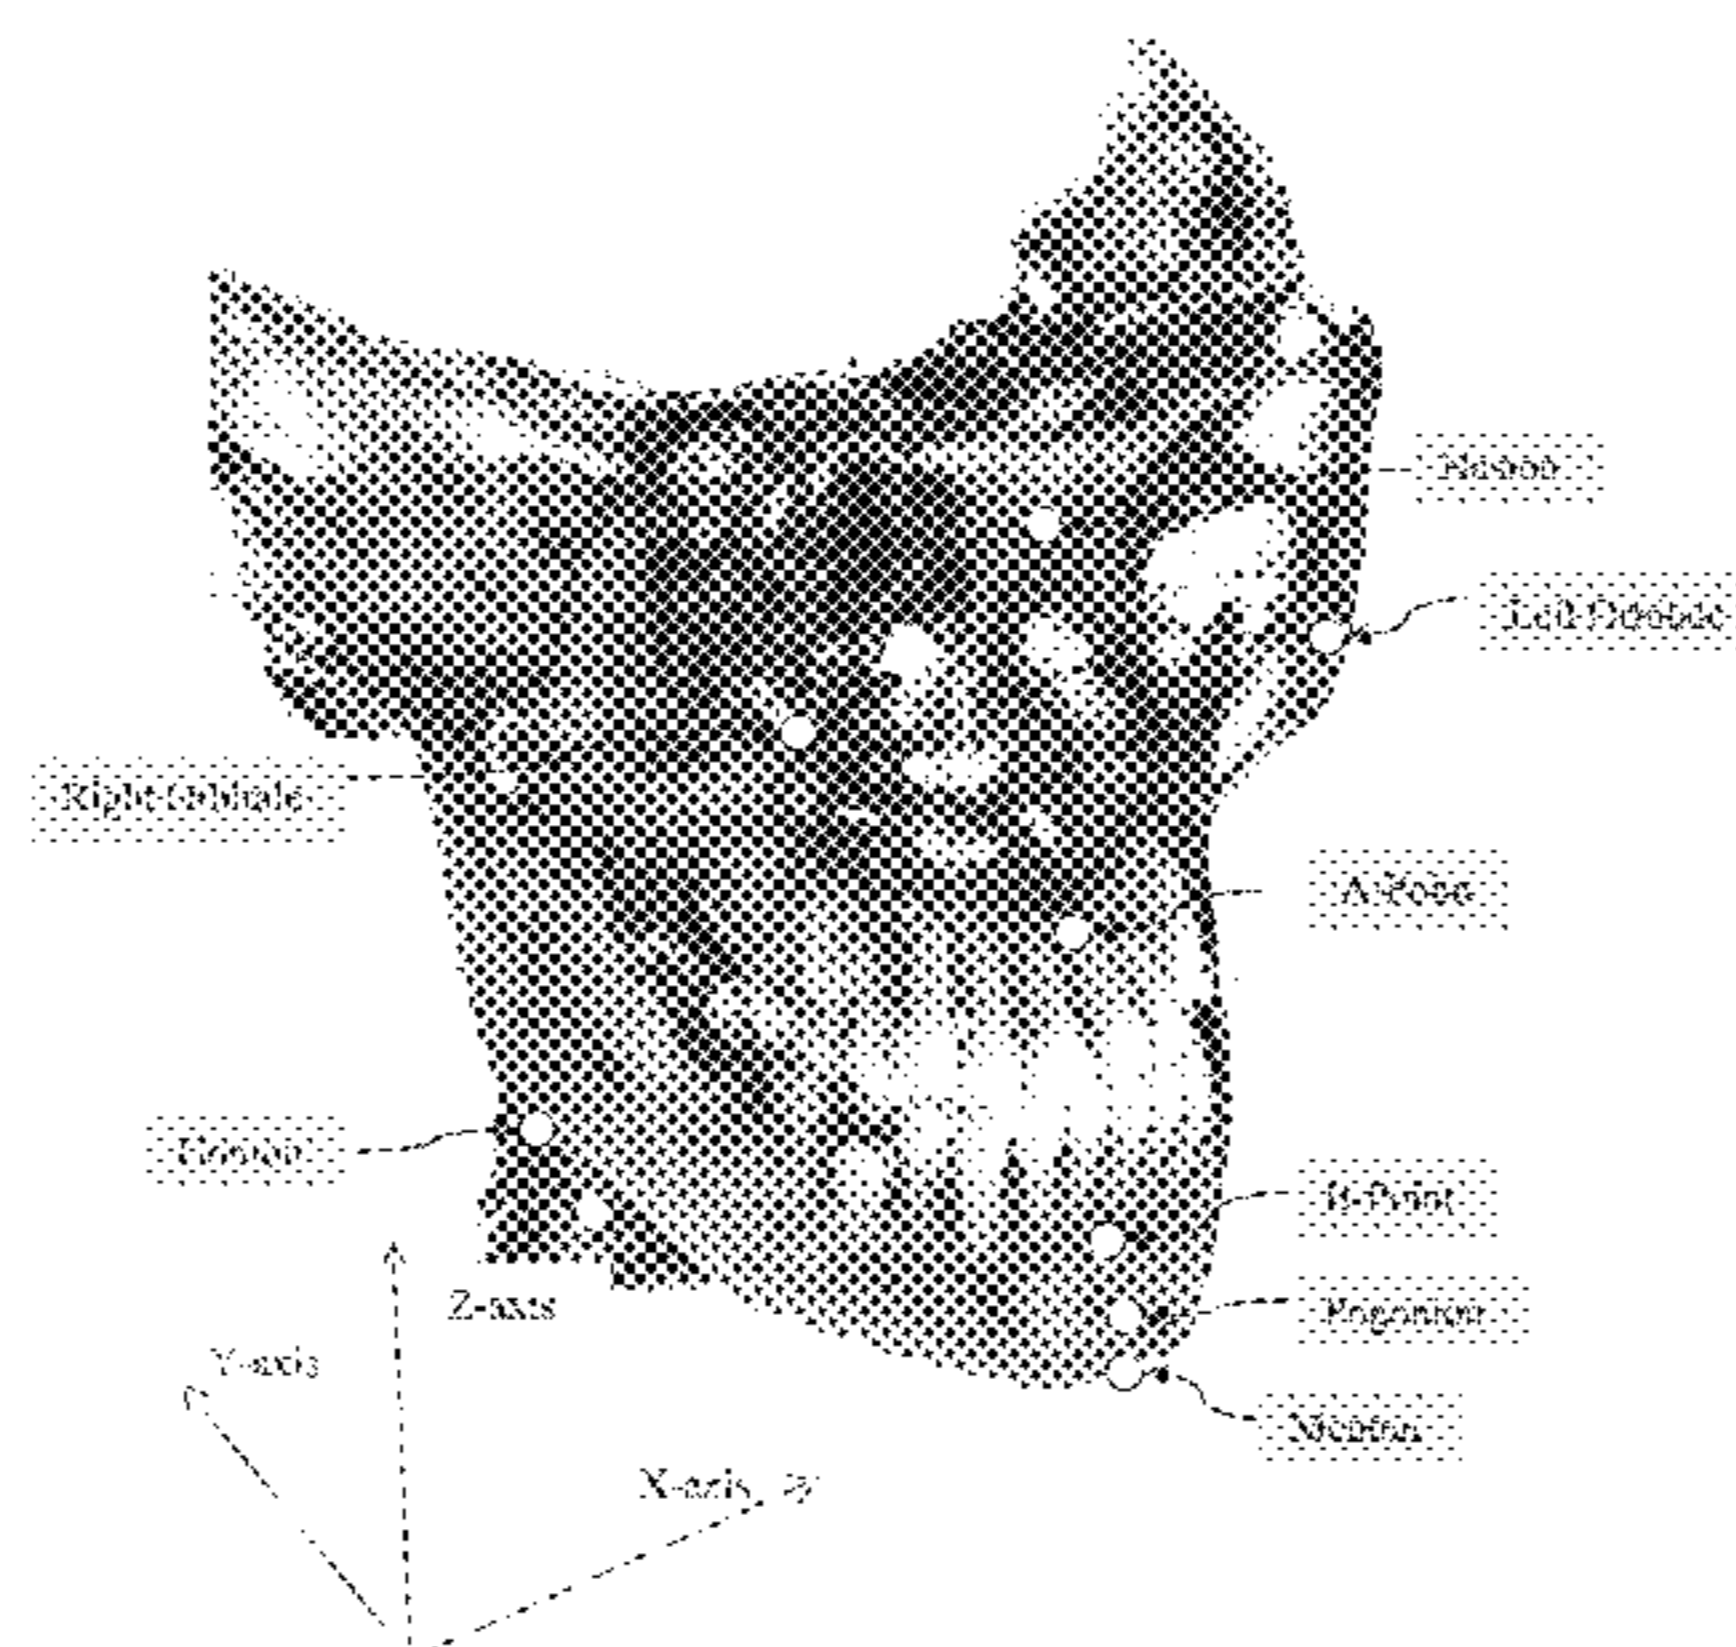 Nasion
Left Orbitale
Right Orbitale
A-Point
Gonion
B-Point
Pogonion
Menton
Z-axis
Y-axis
X-axis